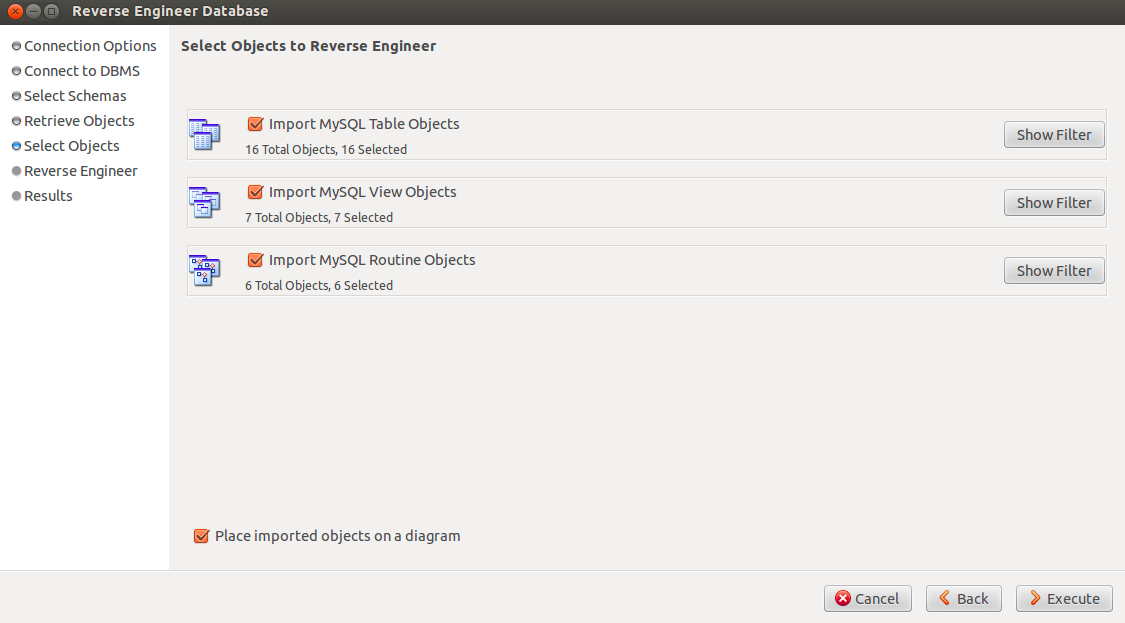 Reverse Engineer Database
Connection Options
Connect to DBMS
Select Schemas
Retrieve Objects
Select Objects
Reverse Engineer
Results
Select Objects to Reverse Engineer
Import MySQL Table Objects
16 Total Objects, 16 Selected
Show Filter
Import MySQL View Objects
7 Total Objects, 7 Selected
Show Filter
Import MySQL Routine Objects
6 Total Objects, 6 Selected
Show Filter
Place imported objects on a diagram
Cancel Back Execute